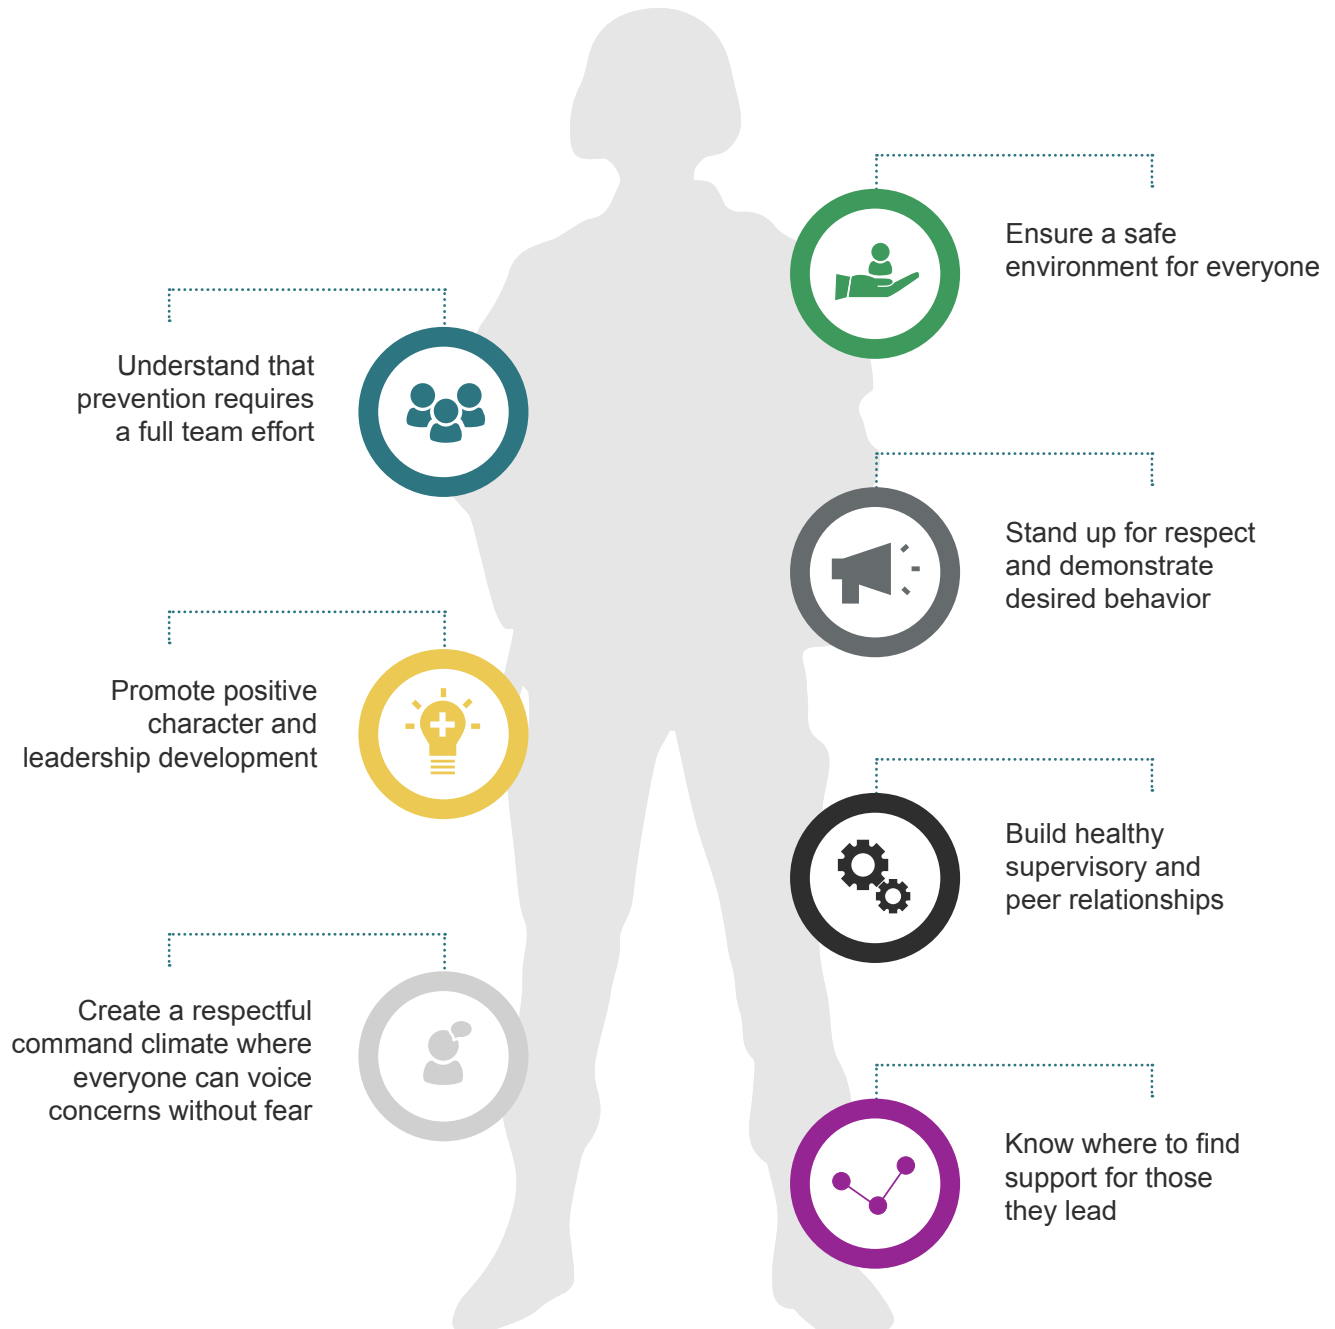 Ensure a safe
environment for everyone
Understand that
prevention requires
a full team effort
Stand up for respect
and demonstrate
desired behavior
Promote positive
character and
leadership development
Build healthy
supervisory and
peer relationships
Create a respectful
command climate where
everyone can voice
concerns without fear
Know where to find
support for those
they lead